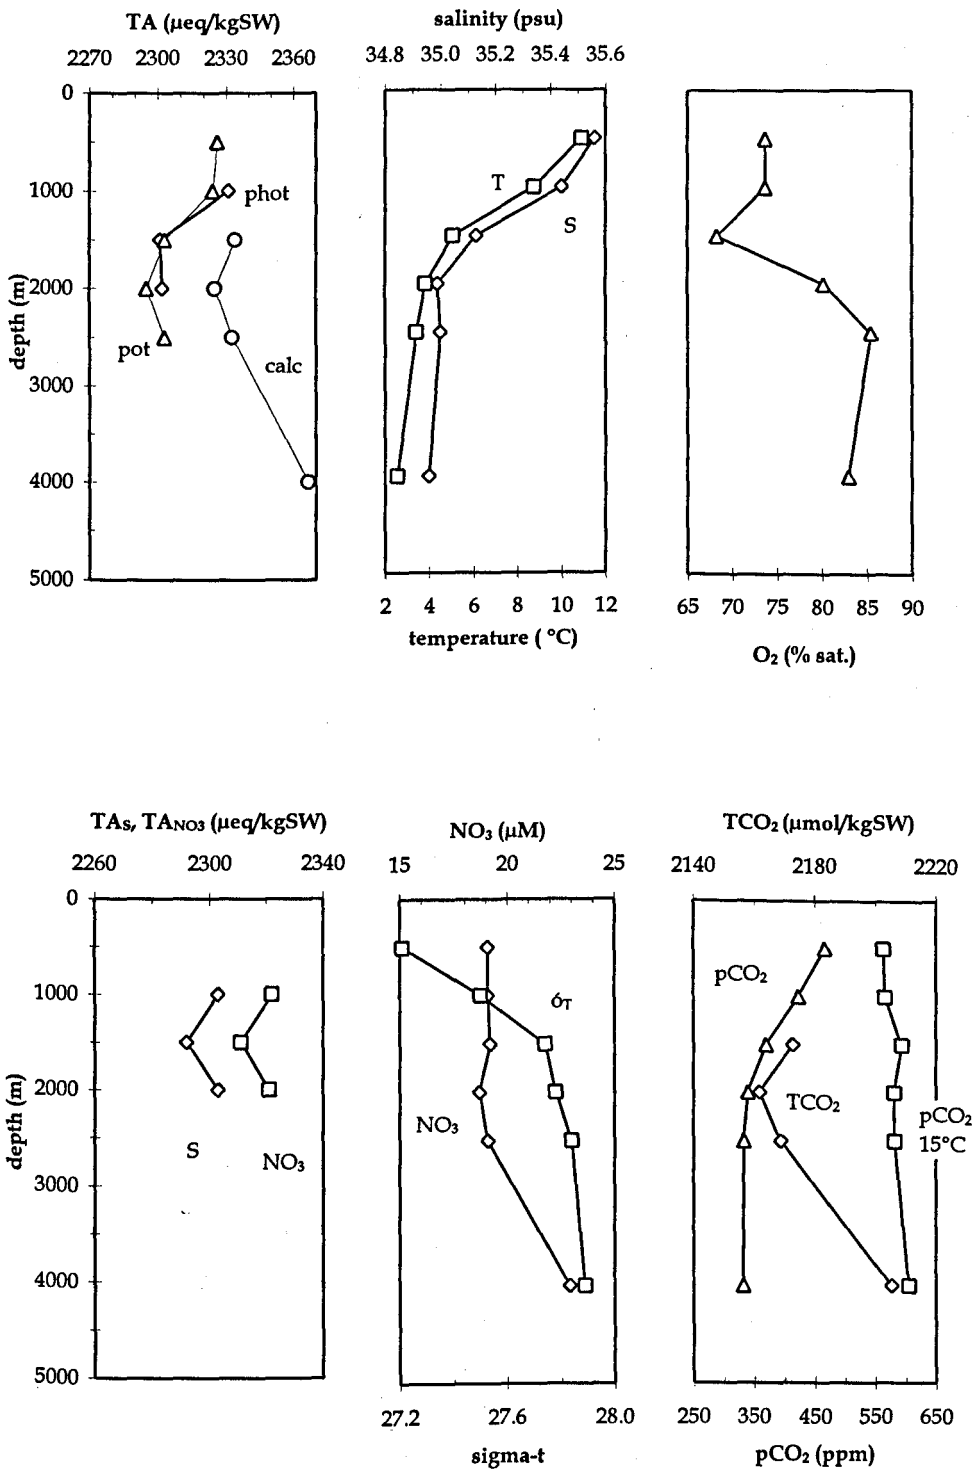 TA (µeq/kgSW)
2270 2300 2330 2360
0
1000
2000
3000
4000
5000
depth (m)
phot
pot
calc
salinity (psu)
34.8 35.0 35.2 35.4 35.6
T
S
2 4 6 8 10 12
temperature ( °C)
65 70 75 80 85 90
O2 (% sat.)
TAs, TANO3 (µeq/kgSW)
2260 2300 2340
0
1000
2000
3000
4000
5000
depth (m)
S
NO3
NO3 (µM)
15 20 25
σT
NO3
27.2 27.6 28.0
sigma-t
TCO2 (µmol/kgSW)
2140 2180 2220
pCO2
TCO2
pCO2
15°C
250 350 450 550 650
pCO2 (ppm)